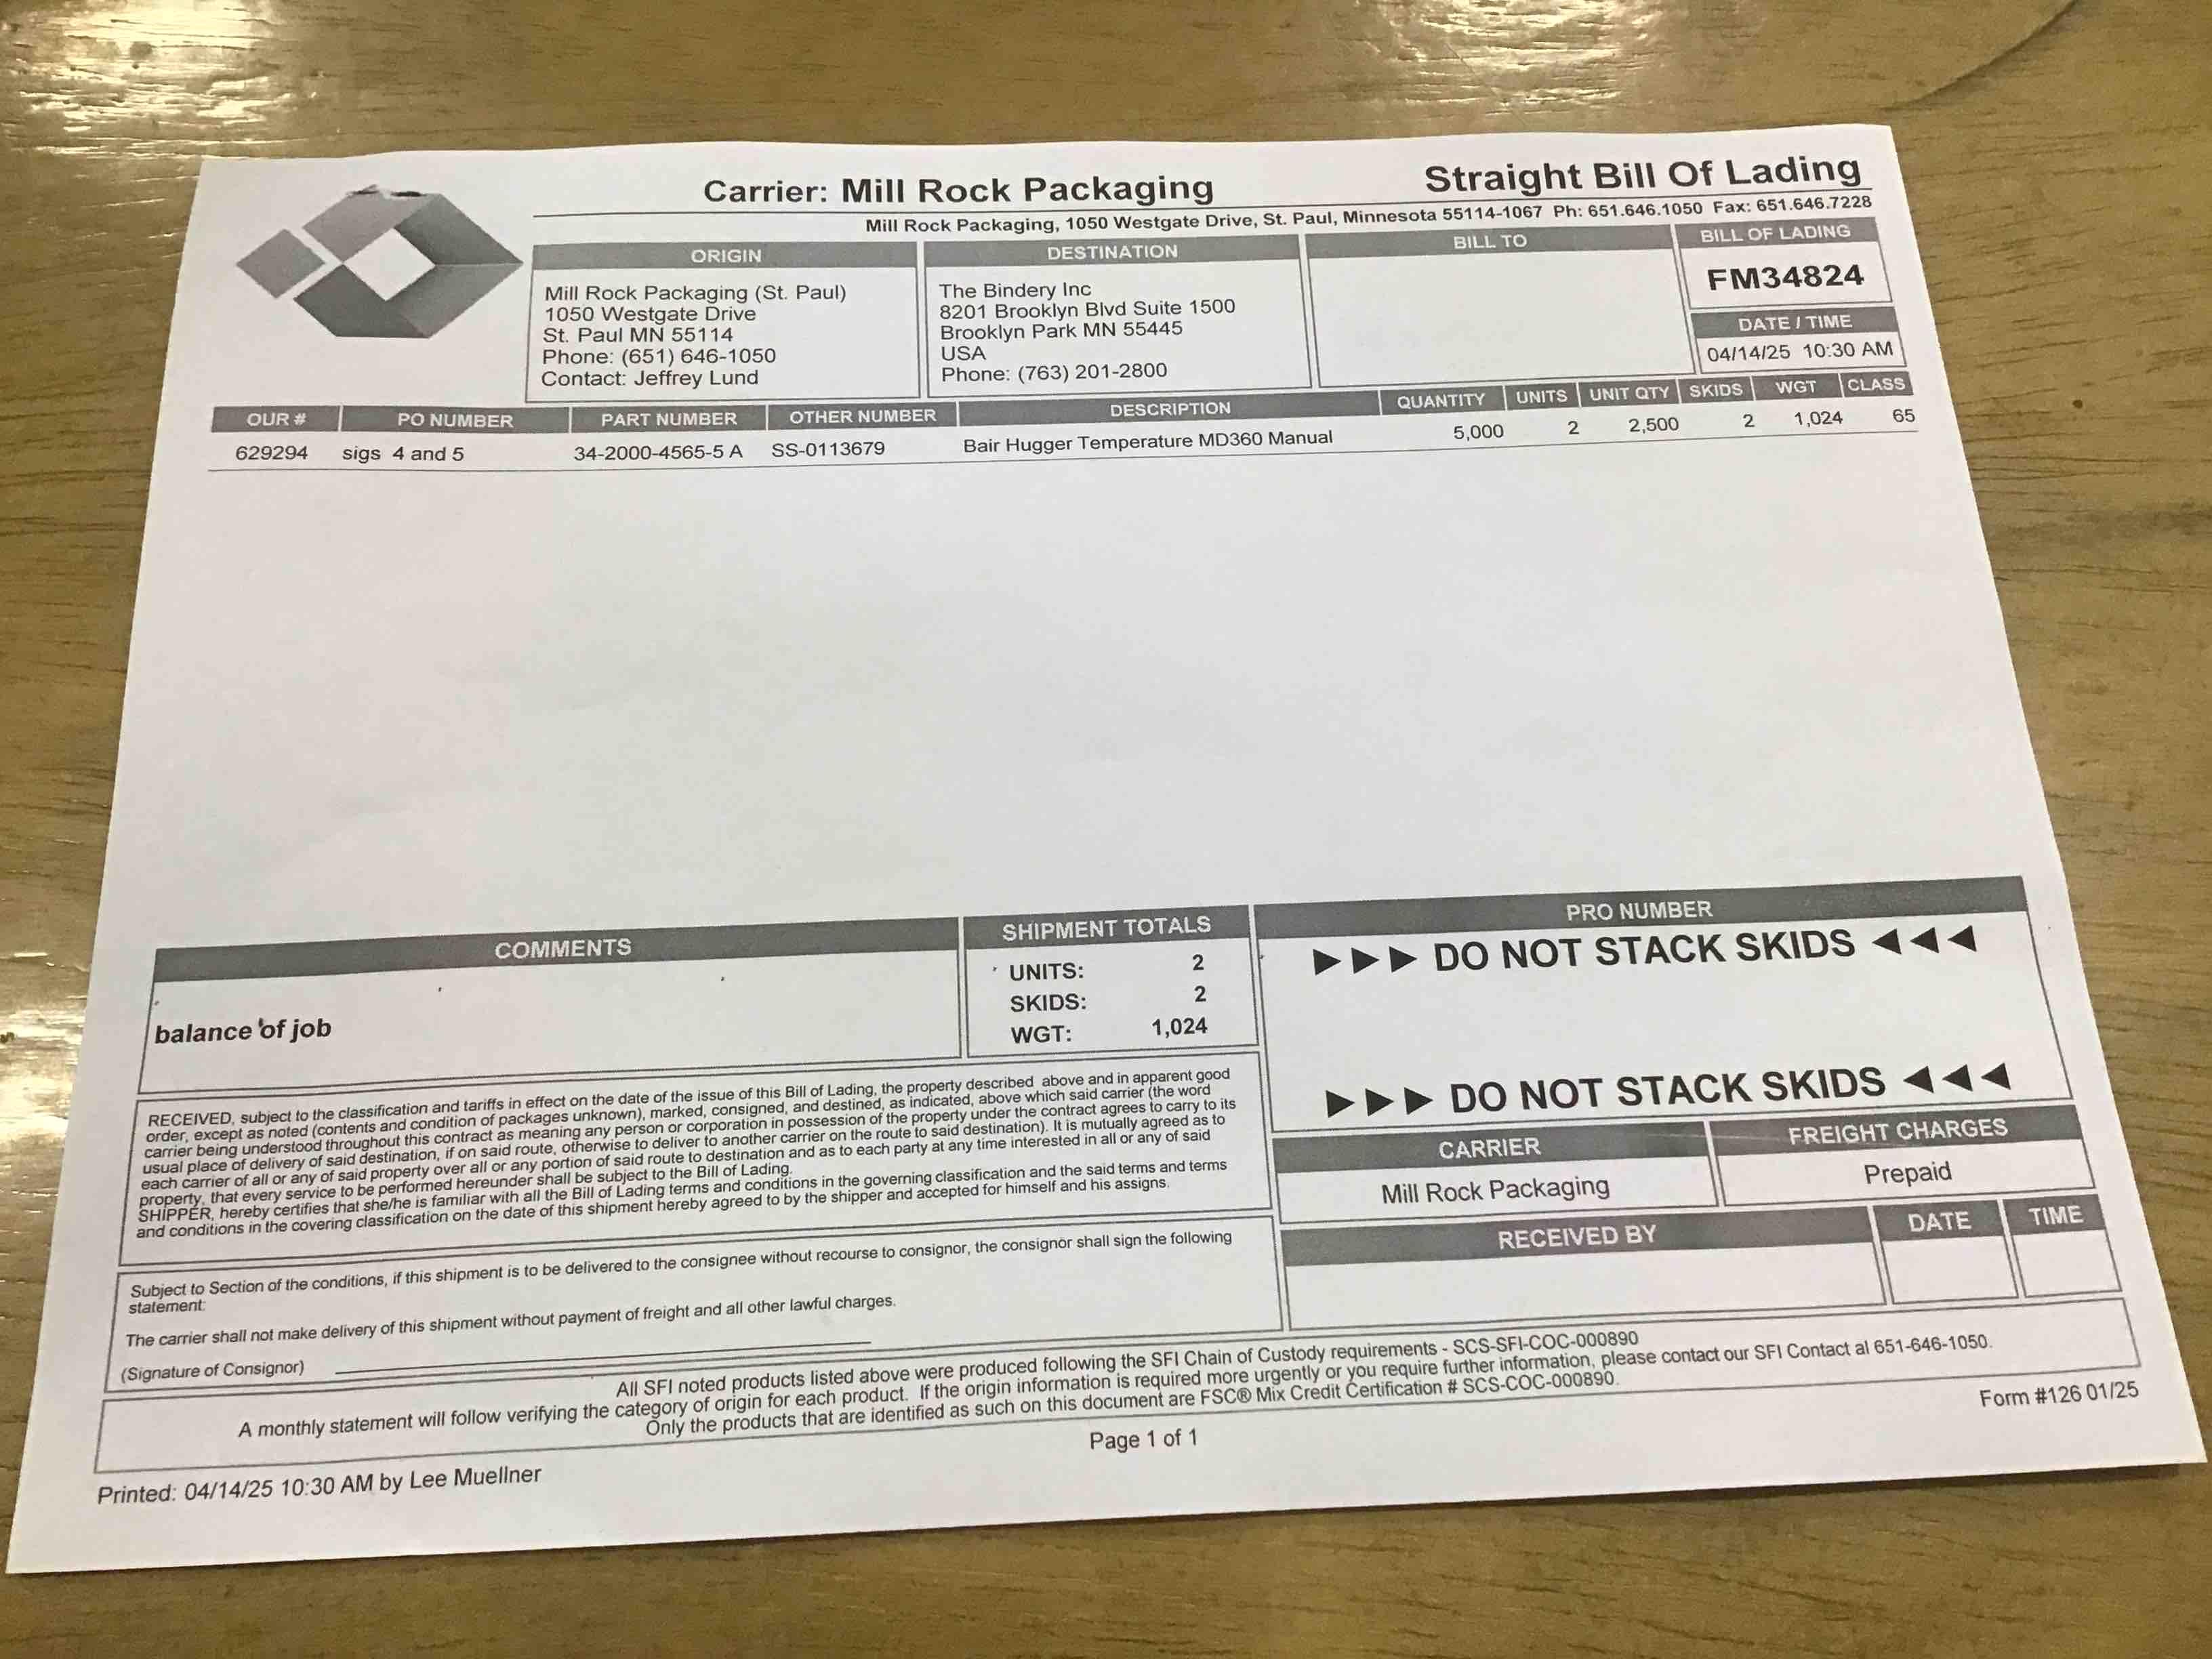 Carrier: Mill Rock Packaging
Straight Bill Of Lading
Mill Rock Packaging, 1050 Westgate Drive, St. Paul, Minnesota 55114-1067 Ph: 651.646.1050 Fax: 651.646.7228
ORIGIN
Mill Rock Packaging (St. Paul)
1050 Westgate Drive
St. Paul MN 55114
Phone: (651) 646-1050
Contact: Jeffrey Lund
DESTINATION
The Bindery Inc
8201 Brooklyn Blvd Suite 1500
Brooklyn Park MN 55445
USA
Phone: (763) 201-2800
BILL TO
BILL OF LADING
FM34824
DATE / TIME
04/14/25 10:30 AM
OUR # PO NUMBER PART NUMBER OTHER NUMBER DESCRIPTION QUANTITY UNITS UNIT QTY SKIDS WGT CLASS
629294 sigs 4 and 5 34-2000-4565-5 A SS-0113679 Bair Hugger Temperature MD360 Manual 5,000 2 2,500 2 1,024 65
COMMENTS
balance of job
SHIPMENT TOTALS
UNITS: 2
SKIDS: 2
WGT: 1,024
PRO NUMBER
►►► DO NOT STACK SKIDS ◄◄◄
►►► DO NOT STACK SKIDS ◄◄◄
RECEIVED, subject to the classification and tariffs in effect on the date of the issue of this Bill of Lading, the property described above and in apparent good
order, except as noted (contents and condition of packages unknown), marked, consigned, and destined, as indicated, above which said carrier (the word
carrier being understood throughout this contract as meaning any person or corporation in possession of the property under the contract agrees to carry to its
usual place of delivery of said destination, if on said route, otherwise to deliver to another carrier on the route to said destination). It is mutually agreed as to
each carrier of all or any of said property over all or any portion of said route to destination and as to each party at any time interested in all or any of said
property, that every service to be performed hereunder shall be subject to the Bill of Lading.
SHIPPER, hereby certifies that she/he is familiar with all the Bill of Lading terms and conditions in the governing classification and the said terms and terms
and conditions in the covering classification on the date of this shipment hereby agreed to by the shipper and accepted for himself and his assigns.
CARRIER
Mill Rock Packaging
FREIGHT CHARGES
Prepaid
RECEIVED BY
DATE
TIME
Subject to Section of the conditions, if this shipment is to be delivered to the consignee without recourse to consignor, the consignor shall sign the following
statement:
The carrier shall not make delivery of this shipment without payment of freight and all other lawful charges.
(Signature of Consignor)
All SFI noted products listed above were produced following the SFI Chain of Custody requirements - SCS-SFI-COC-000890
A monthly statement will follow verifying the category of origin for each product. If the origin information is required more urgently or you require further information, please contact our SFI Contact al 651-646-1050.
Only the products that are identified as such on this document are FSC® Mix Credit Certification # SCS-COC-000890.
Page 1 of 1
Form #126 01/25
Printed: 04/14/25 10:30 AM by Lee Muellner